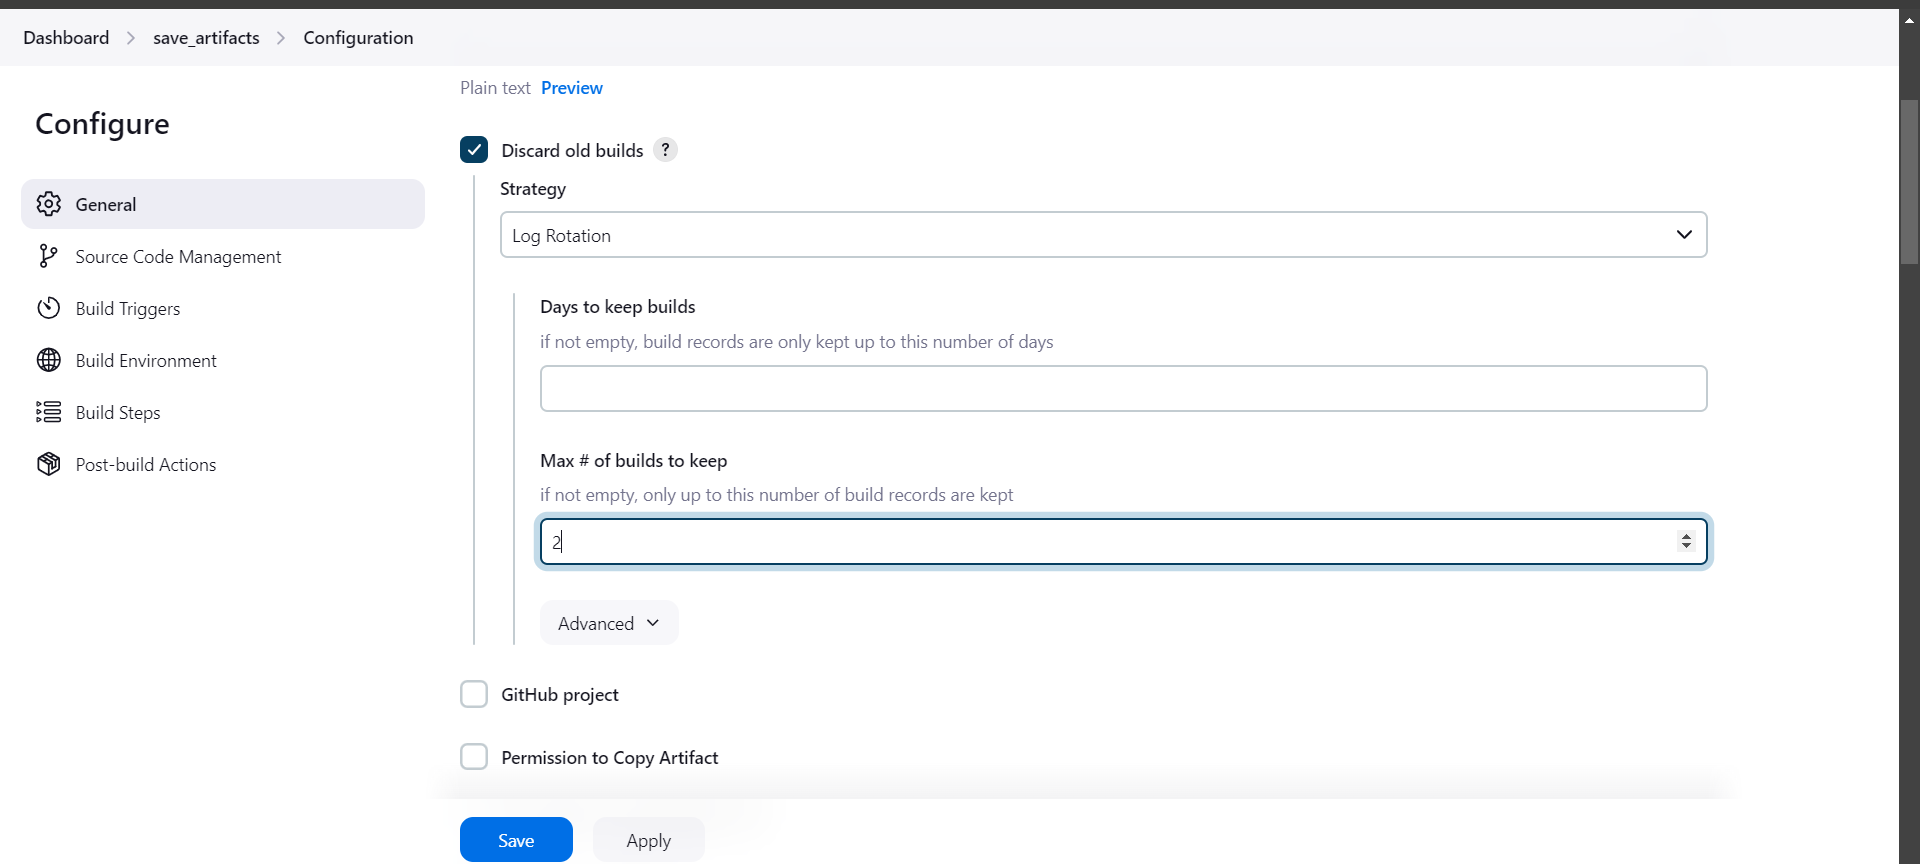 Dashboard > save_artifacts > Configuration
Configure
General
Source Code Management
Build Triggers
Build Environment
Build Steps
Post-build Actions
Plain text Preview
Discard old builds ?
Strategy
Log Rotation
Days to keep builds
if not empty, build records are only kept up to this number of days
Max # of builds to keep
if not empty, only up to this number of build records are kept
2
Advanced
GitHub project
Permission to Copy Artifact
Save Apply